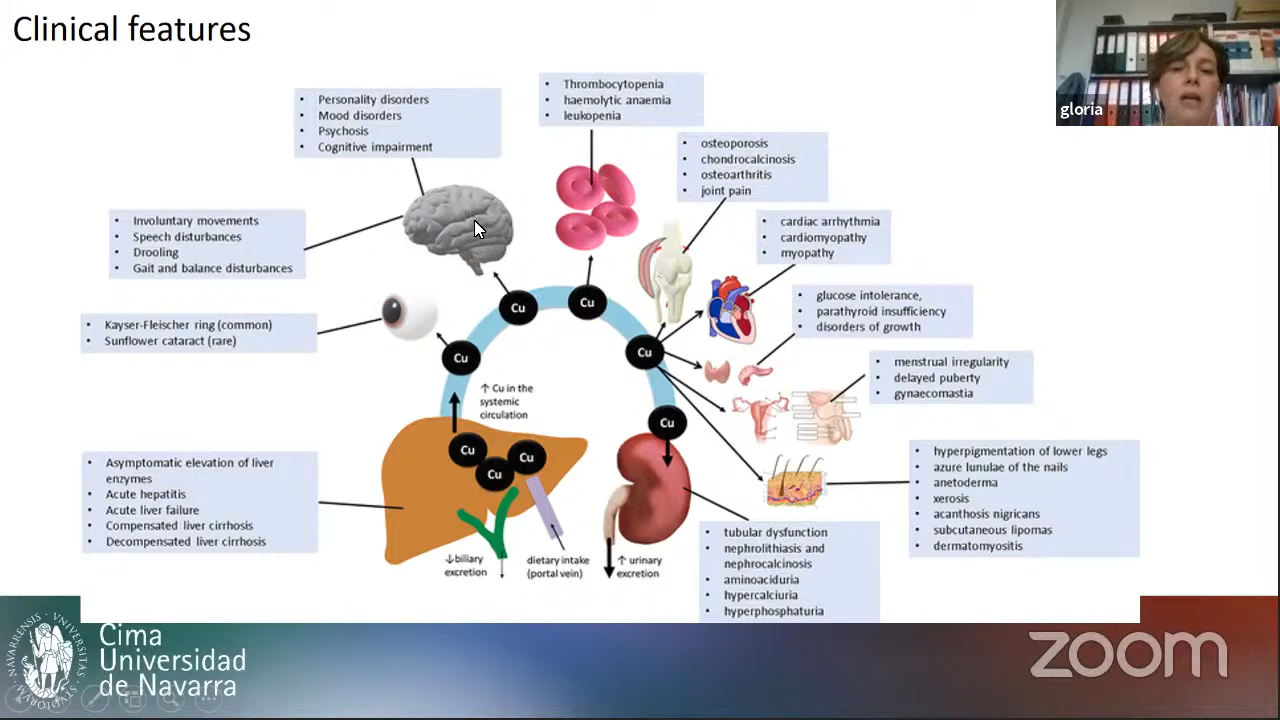 Clinical features
gloria
• Personality disorders
• Mood disorders
• Psychosis
• Cognitive impairment
• Thrombocytopenia
• haemolytic anaemia
• leukopenia
• osteoporosis
• chondrocalcinosis
• osteoarthritis
• joint pain
• Involuntary movements
• Speech disturbances
• Drooling
• Gait and balance disturbances
• cardiac arrhythmia
• cardiomyopathy
• myopathy
• glucose intolerance,
• parathyroid insufficiency
• disorders of growth
• Kayser-Fleischer ring (common)
• Sunflower cataract (rare)
Cu
Cu
Cu
Cu
Cu
• menstrual irregularity
• delayed puberty
• gynaecomastia
↑ Cu in the
systemic
circulation
Cu
Cu
Cu
• Asymptomatic elevation of liver
enzymes
• Acute hepatitis
• Acute liver failure
• Compensated liver cirrhosis
• Decompensated liver cirrhosis
• hyperpigmentation of lower legs
• azure lunulae of the nails
• anetoderma
• xerosis
• acanthosis nigricans
• subcutaneous lipomas
• dermatomyositis
↓biliary
excretion
dietary intake
(portal vein)
↑ urinary
excretion
• tubular dysfunction
• nephrolithiasis and
nephrocalcinosis
• aminoaciduria
• hypercalciuria
• hyperphosphaturia
Cima
Universidad
de Navarra
zoom